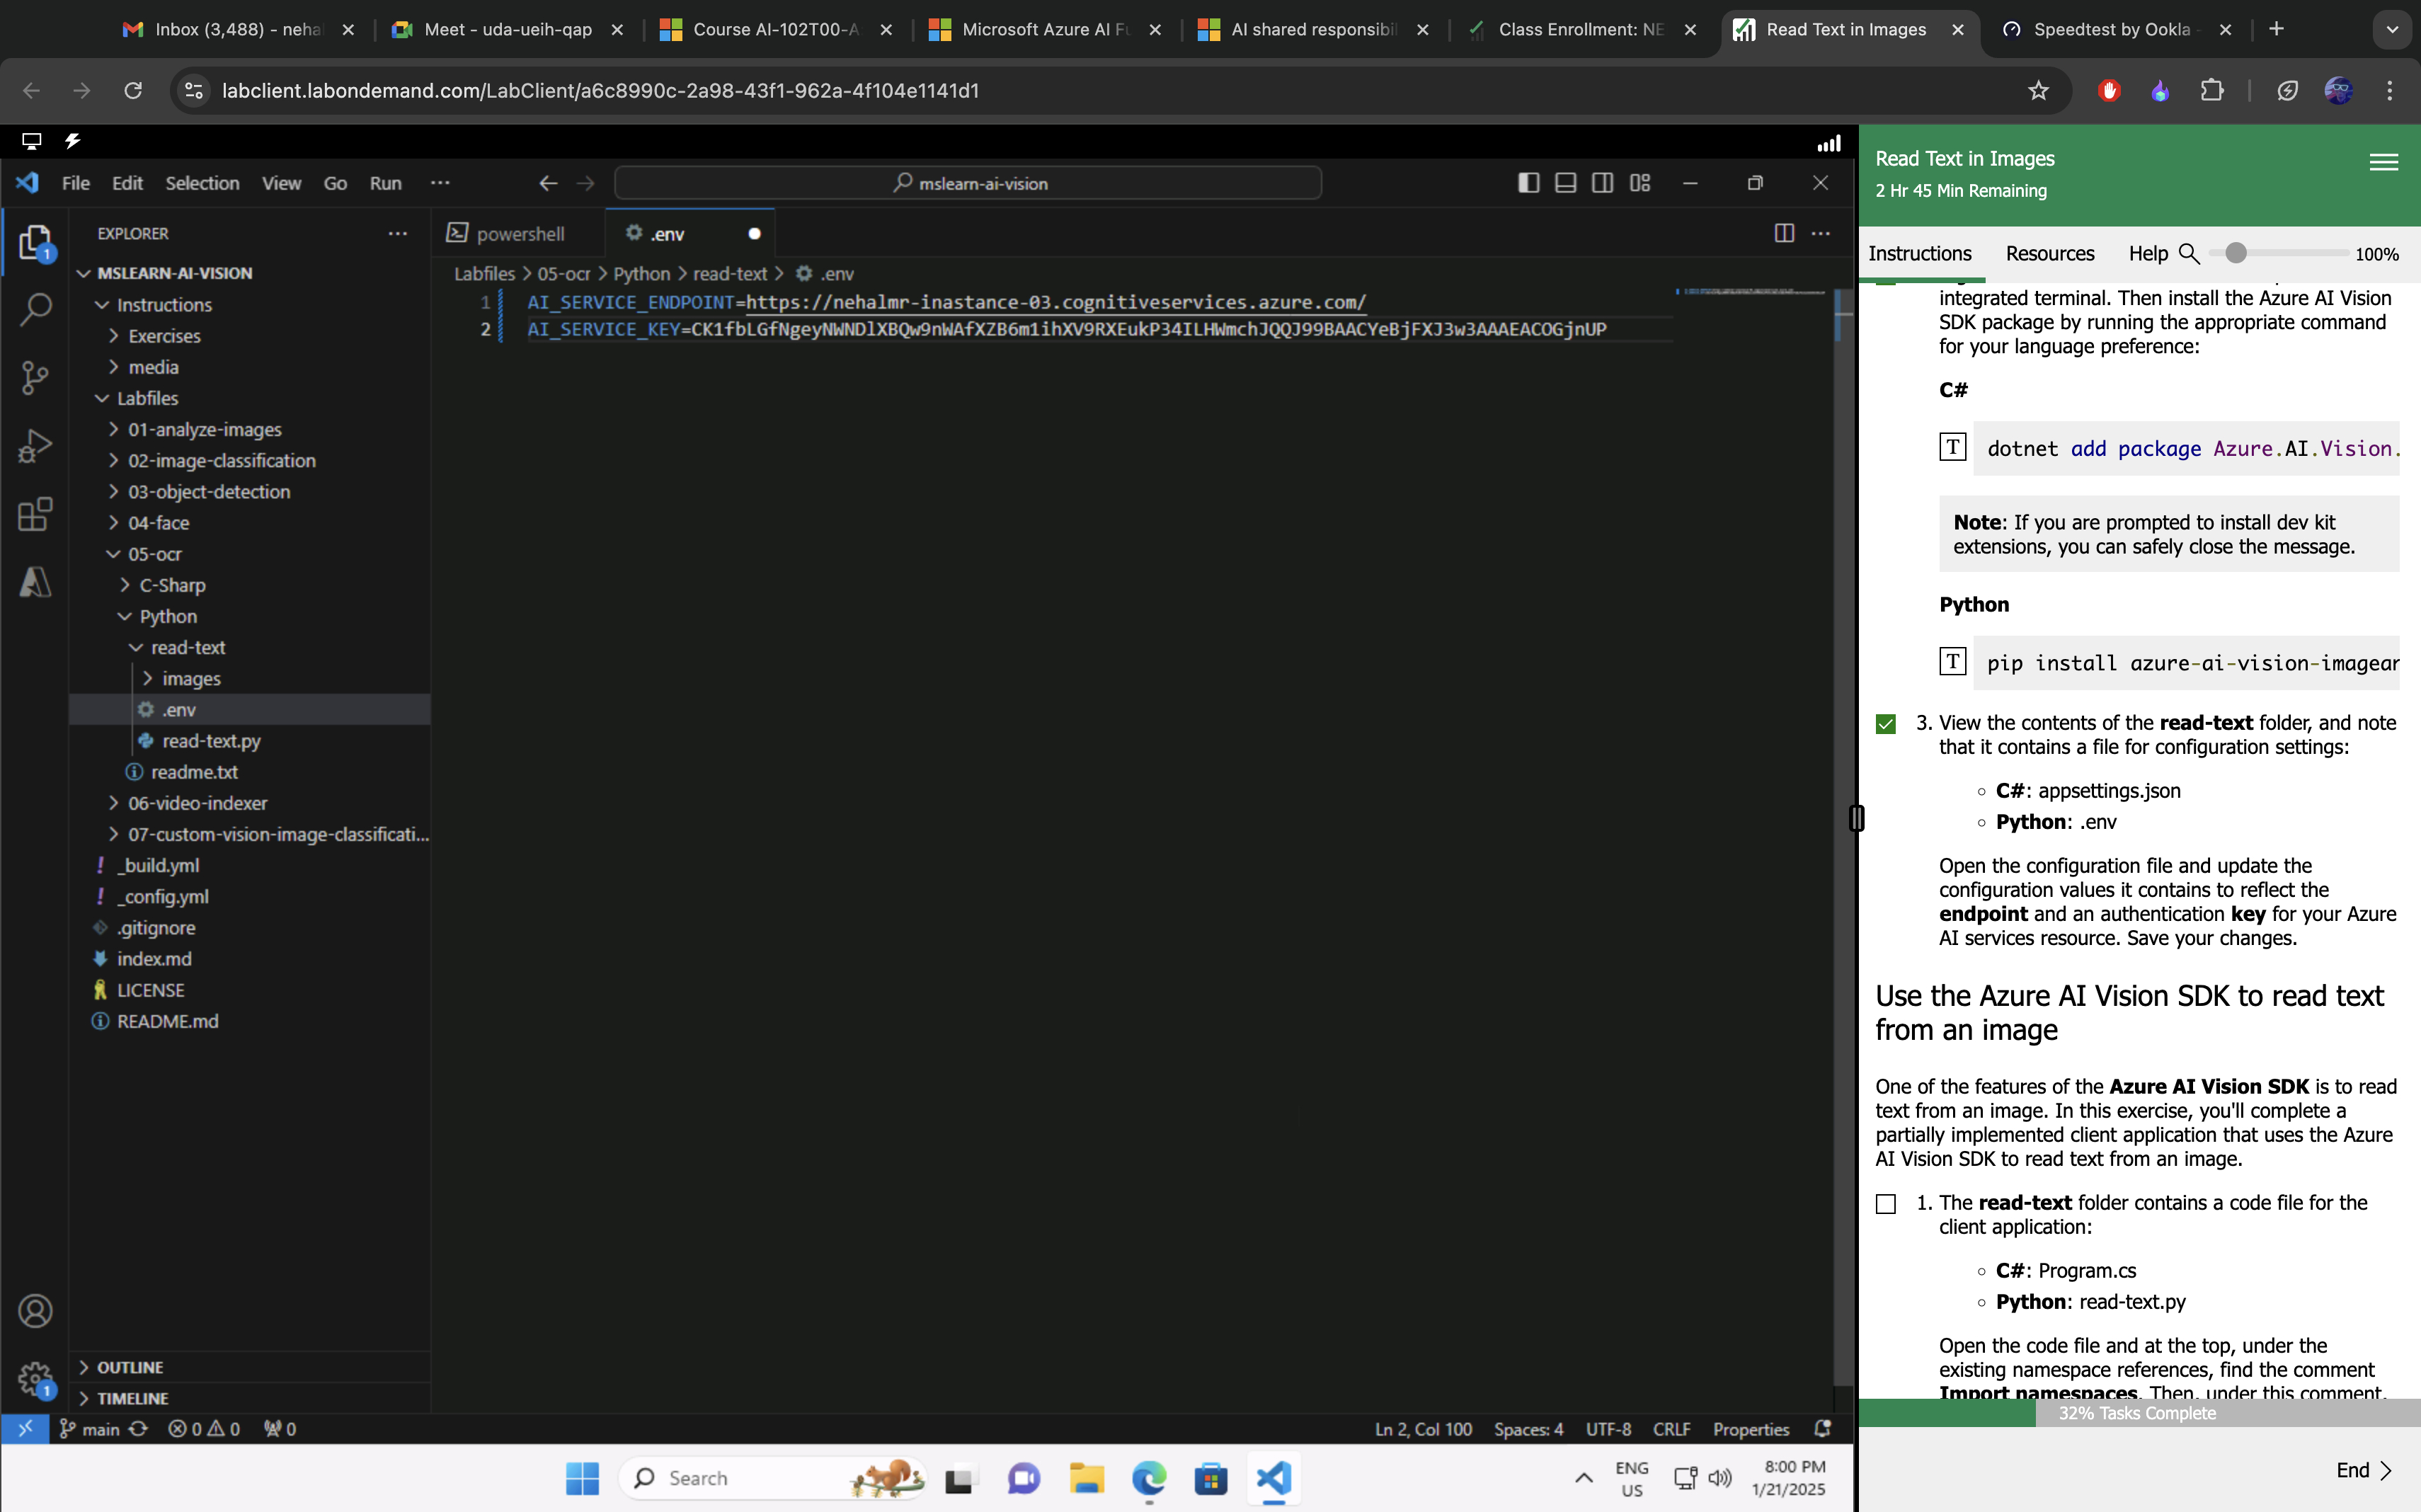 Inbox (3,488) - neha
Meet - uda-ueih-qap
Course AI-102T00-A
Microsoft Azure AI Fu
AI shared responsibil
Class Enrollment: NE
Read Text in Images
Speedtest by Ookla -
labclient.labondemand.com/LabClient/a6c8990c-2a98-43f1-962a-4f104e1141d1
File Edit Selection View Go Run ...
mslearn-ai-vision
EXPLORER
MSLEARN-AI-VISION
Instructions
Exercises
media
Labfiles
01-analyze-images
02-image-classification
03-object-detection
04-face
05-ocr
C-Sharp
Python
read-text
images
.env
read-text.py
readme.txt
06-video-indexer
07-custom-vision-image-classificati...
_build.yml
_config.yml
.gitignore
index.md
LICENSE
README.md
OUTLINE
TIMELINE
1
1
powershell
.env
Labfiles > 05-ocr > Python > read-text > .env
1 AI_SERVICE_ENDPOINT=https://nehalmr-inastance-03.cognitiveservices.azure.com/
2 AI_SERVICE_KEY=CK1fbLGfNgeyNWNDlXBQw9nWAfXZB6m1ihXV9RXEukP34ILHWmchJQQJ99BAACYeBjFXJ3w3AAAEACOGjnUP
main 0 0 0
Ln 2, Col 100 Spaces: 4 UTF-8 CRLF Properties
Search
ENG
US
8:00 PM
1/21/2025
Read Text in Images
2 Hr 45 Min Remaining
Instructions Resources Help 100%
integrated terminal. Then install the Azure AI Vision
SDK package by running the appropriate command
for your language preference:
C#
T dotnet add package Azure.AI.Vision.
Note: If you are prompted to install dev kit
extensions, you can safely close the message.
Python
T pip install azure-ai-vision-imagear
3. View the contents of the read-text folder, and note
that it contains a file for configuration settings:
C#: appsettings.json
Python: .env
Open the configuration file and update the
configuration values it contains to reflect the
endpoint and an authentication key for your Azure
AI services resource. Save your changes.
Use the Azure AI Vision SDK to read text
from an image
One of the features of the Azure AI Vision SDK is to read
text from an image. In this exercise, you'll complete a
partially implemented client application that uses the Azure
AI Vision SDK to read text from an image.
1. The read-text folder contains a code file for the
client application:
C#: Program.cs
Python: read-text.py
Open the code file and at the top, under the
existing namespace references, find the comment
Import namespaces. Then, under this comment,
32% Tasks Complete
End